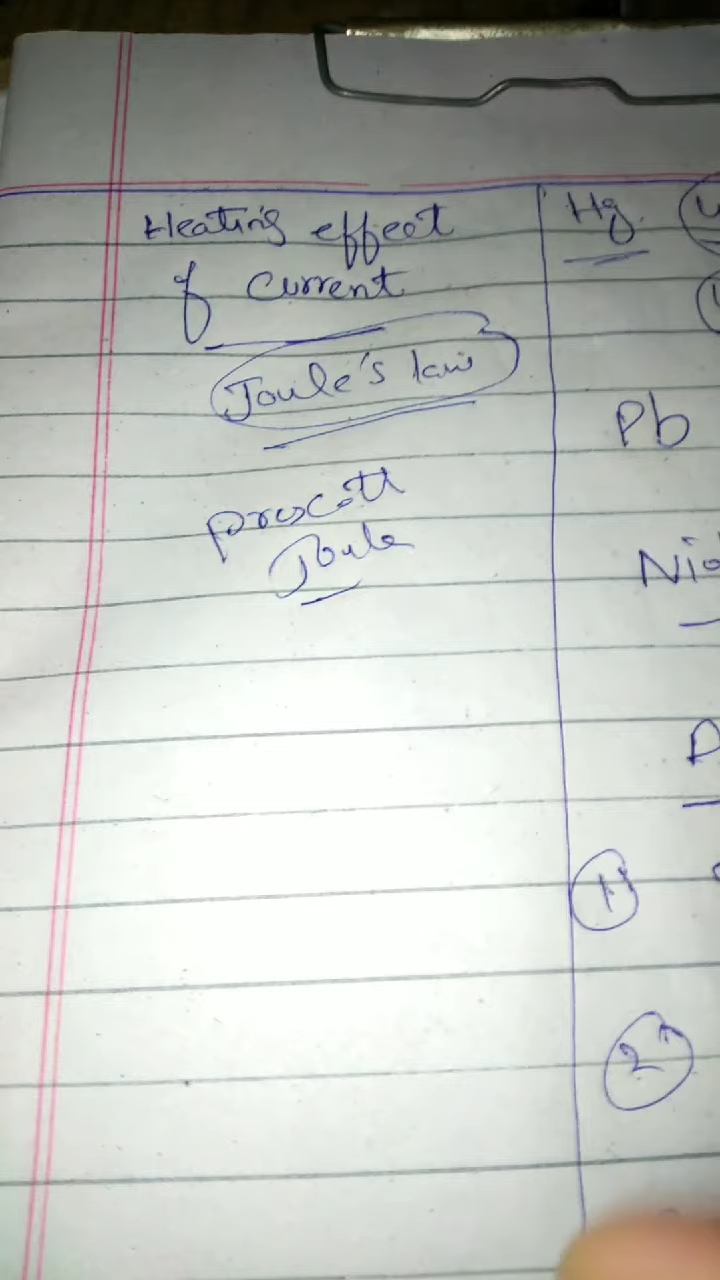 Heating effect
of current
Joule's law
prescott
Joule
Hg.
Pb
1
2